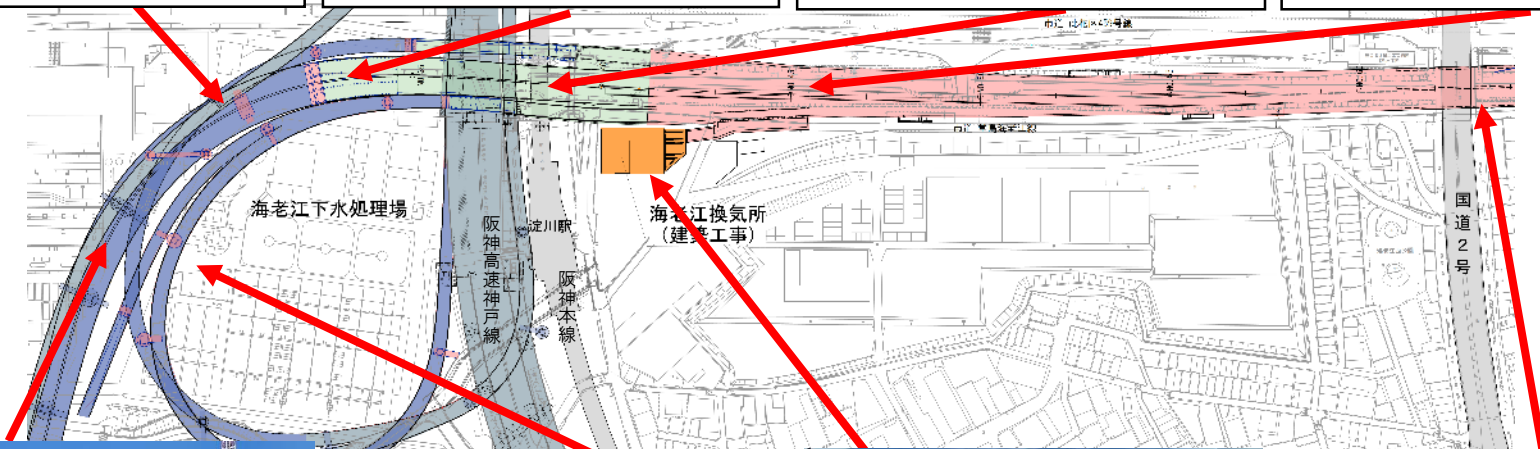 海老江下水処理場
阪神高速神戸線
淀川駅
阪神本線
海老江換気所
(建築工事)
国道2号